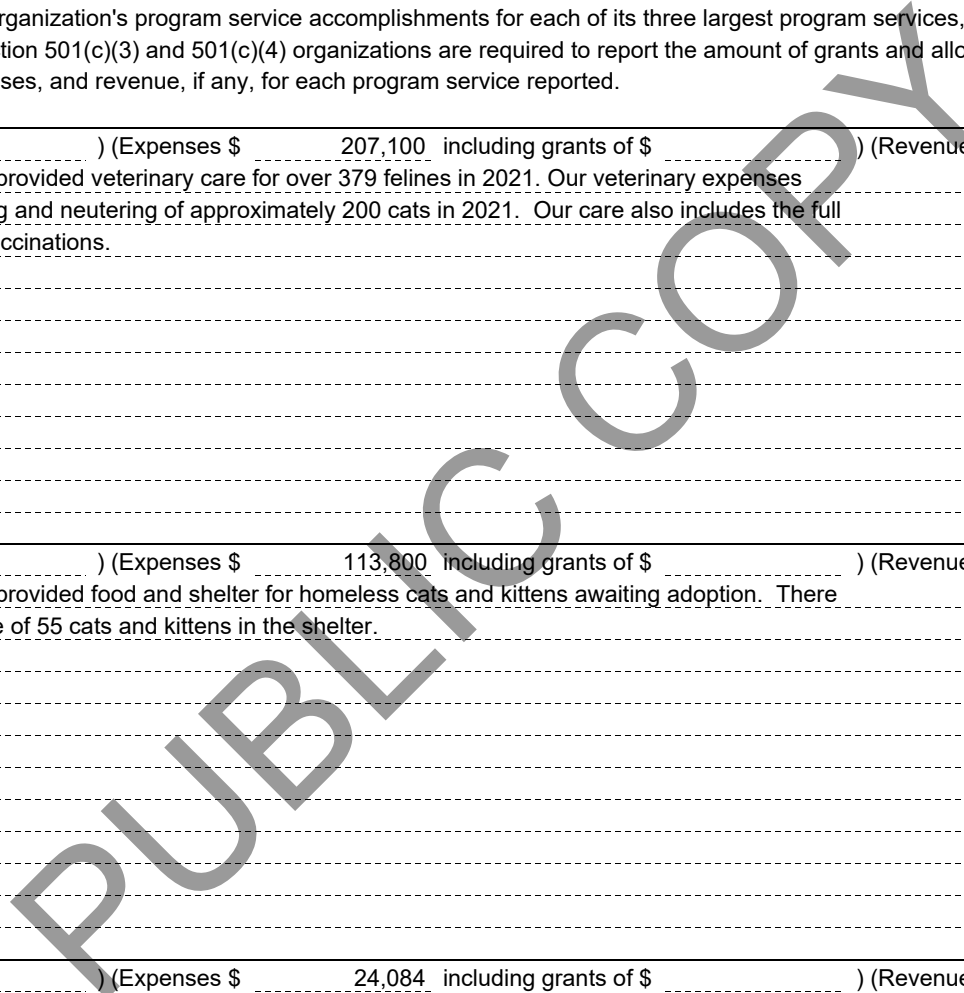 rganization's program service accomplishments for each of its three largest program services,
tion 501(c)(3) and 501(c)(4) organizations are required to report the amount of grants and allo
ses, and revenue, if any, for each program service reported.
) (Expenses $ 207,100 including grants of $ ) (Revenue
provided veterinary care for over 379 felines in 2021. Our veterinary expenses
g and neutering of approximately 200 cats in 2021. Our care also includes the full
ccinations.
) (Expenses $ 113,800 including grants of $ ) (Revenue
provided food and shelter for homeless cats and kittens awaiting adoption. There
e of 55 cats and kittens in the shelter.
) (Expenses $ 24,084 including grants of $ ) (Revenue
PUBLIC COPY